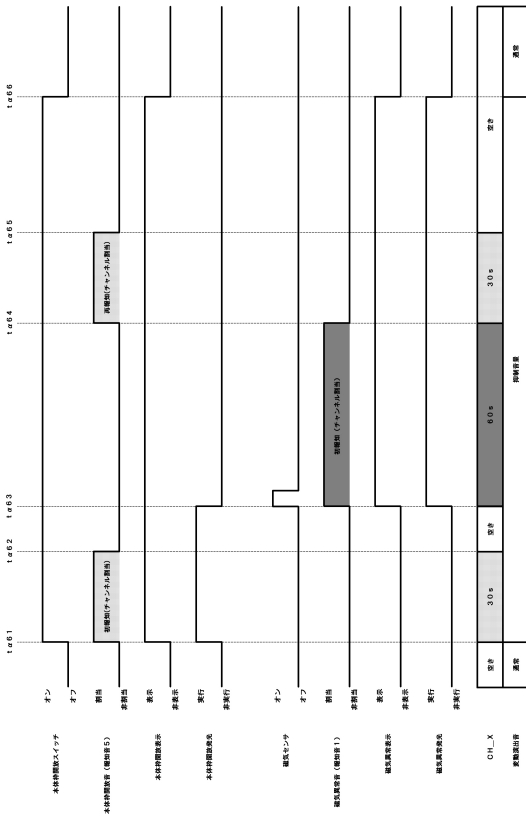 tα61 tα62 tα63 tα64 tα65 tα66
本体枠開放スイッチ
オン
オフ
本体枠開放音(報知音5)
割当
非割当
初報知(チャンネル割当)
再報知(チャンネル割当)
本体枠開放表示
表示
非表示
本体枠開放発光
実行
非実行
磁気センサ
オン
オフ
磁気異常音(報知音1)
割当
非割当
初報知(チャンネル割当)
磁気異常表示
表示
非表示
磁気異常発光
実行
非実行
CH_X
空き 30s 空き 60s 30s 空き
変動演出音
通常 抑制音量 通常